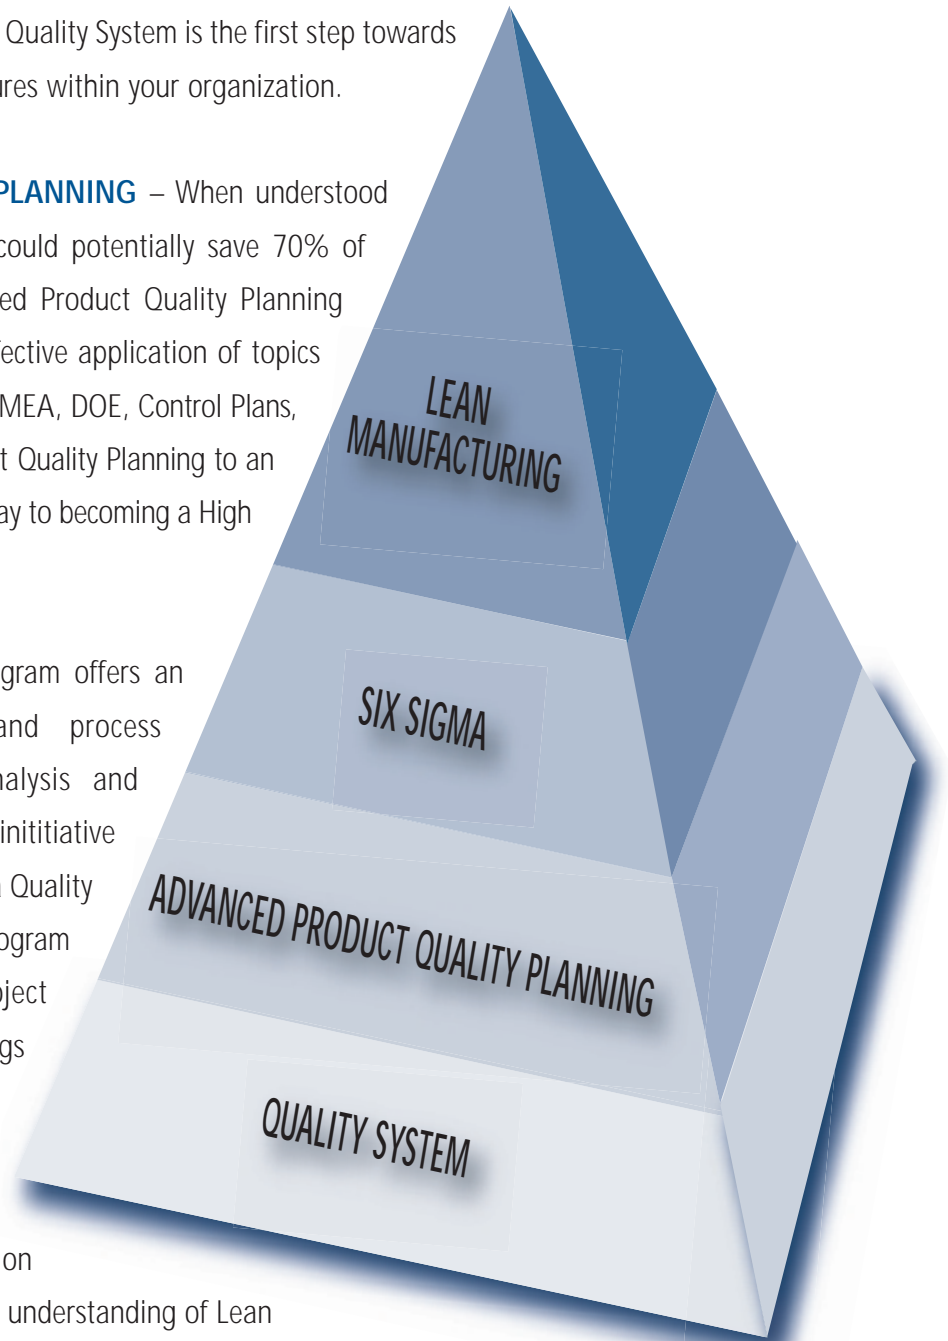 Quality System is the first step towards
ures within your organization.
PLANNING – When understood
could potentially save 70% of
ed Product Quality Planning
fective application of topics
MEA, DOE, Control Plans,
t Quality Planning to an
ay to becoming a High
gram offers an
and process
nalysis and
inititiative
Quality
ogram
oject
gs
on
understanding of Lean
LEAN
MANUFACTURING
SIX SIGMA
ADVANCED PRODUCT QUALITY PLANNING
QUALITY SYSTEM